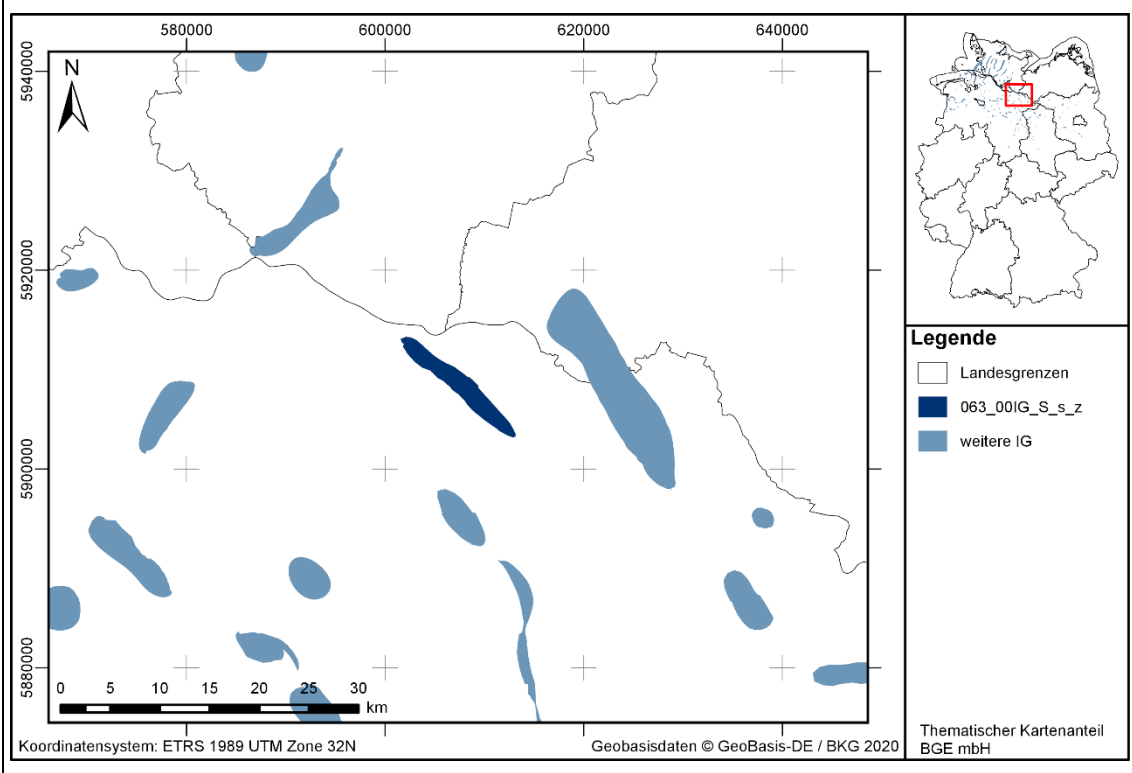 580000 600000 620000 640000
5940000
5920000
5900000
5880000
N
0 5 10 15 20 25 30
km
Koordinatensystem: ETRS 1989 UTM Zone 32N
Geobasisdaten © GeoBasis-DE / BKG 2020
Legende
Landesgrenzen
063_00IG_S_s_z
weitere IG
Thematischer Kartenanteil
BGE mbH